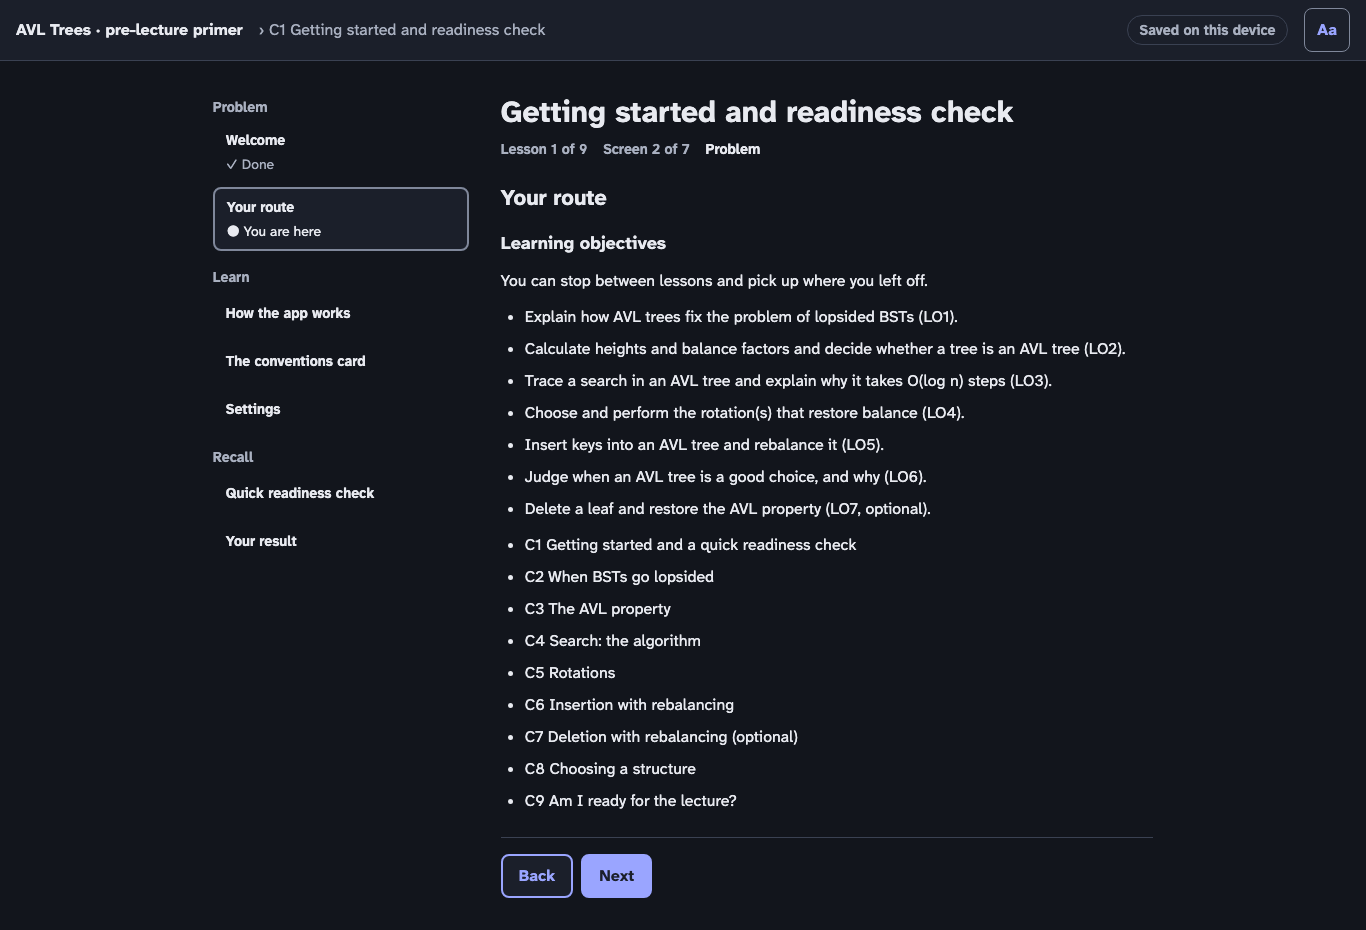 AVL Trees · pre-lecture primer › C1 Getting started and readiness check
Saved on this device
Aa
Problem
Welcome
✓ Done
Your route
● You are here
Learn
How the app works
The conventions card
Settings
Recall
Quick readiness check
Your result
Getting started and readiness check
Lesson 1 of 9 Screen 2 of 7 Problem
Your route
Learning objectives
You can stop between lessons and pick up where you left off.
• Explain how AVL trees fix the problem of lopsided BSTs (LO1).
• Calculate heights and balance factors and decide whether a tree is an AVL tree (LO2).
• Trace a search in an AVL tree and explain why it takes O(log n) steps (LO3).
• Choose and perform the rotation(s) that restore balance (LO4).
• Insert keys into an AVL tree and rebalance it (LO5).
• Judge when an AVL tree is a good choice, and why (LO6).
• Delete a leaf and restore the AVL property (LO7, optional).
• C1 Getting started and a quick readiness check
• C2 When BSTs go lopsided
• C3 The AVL property
• C4 Search: the algorithm
• C5 Rotations
• C6 Insertion with rebalancing
• C7 Deletion with rebalancing (optional)
• C8 Choosing a structure
• C9 Am I ready for the lecture?
Back
Next